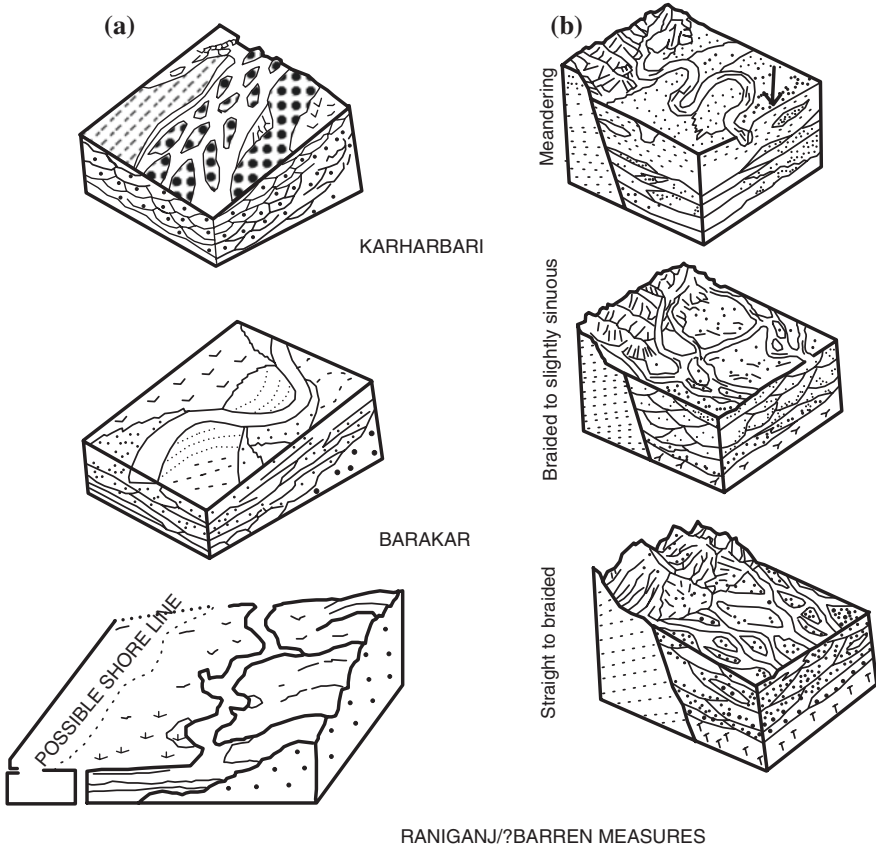 (a)
KARHARBARI
BARAKAR
POSSIBLE SHORE LINE
(b)
Meandering
Braided to slightly sinuous
Straight to braided
RANIGANJ/?BARREN MEASURES